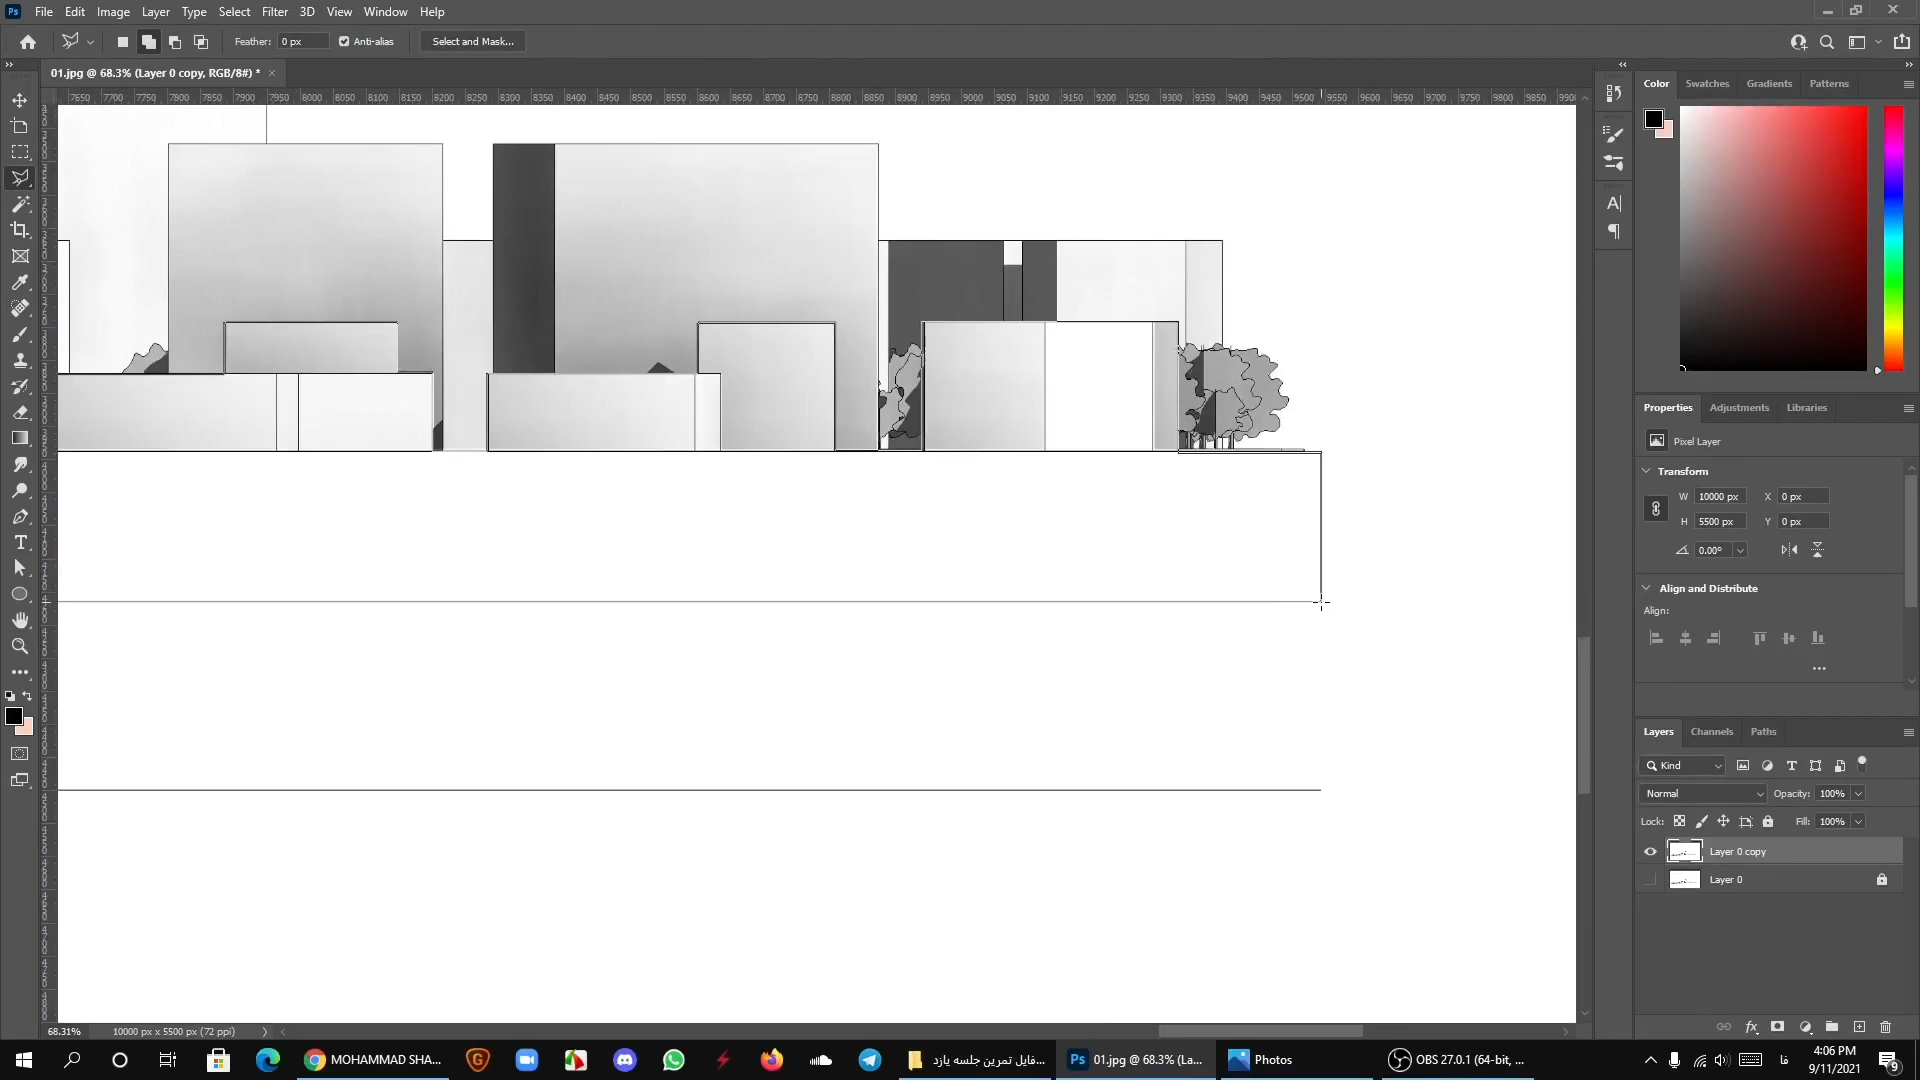 Ps File Edit Image Layer Type Select Filter 3D View Window Help
Feather: 0 px Anti-alias Select and Mask...
01.jpg @ 68.3% (Layer 0 copy, RGB/8#) * ×
7650 7700 7750 7800 7850 7900 7950 8000 8050 8100 8150 8200 8250 8300 8350 8400 8450 8500 8550 8600 8650 8700 8750 8800 8850 8900 8950 9000 9050 9100 9150 9200 9250 9300 9350 9400 9450 9500 9550 9600 9650 9700 9750 9800 9850 9900
Color Swatches Gradients Patterns
Properties Adjustments Libraries
Pixel Layer
Transform
W 10000 px X 0 px
H 5500 px Y 0 px
0.00°
Align and Distribute
Align:
Layers Channels Paths
Kind
Normal Opacity: 100%
Lock: Fill: 100%
Layer 0 copy
Layer 0
68.31% 10000 px x 5500 px (72 ppi)
MOHAMMAD SHA...
فایل تمرین جلسه یازد...
Ps 01.jpg @ 68.3% (La...
Photos
OBS 27.0.1 (64-bit, ...
فا
4:06 PM
9/11/2021
9